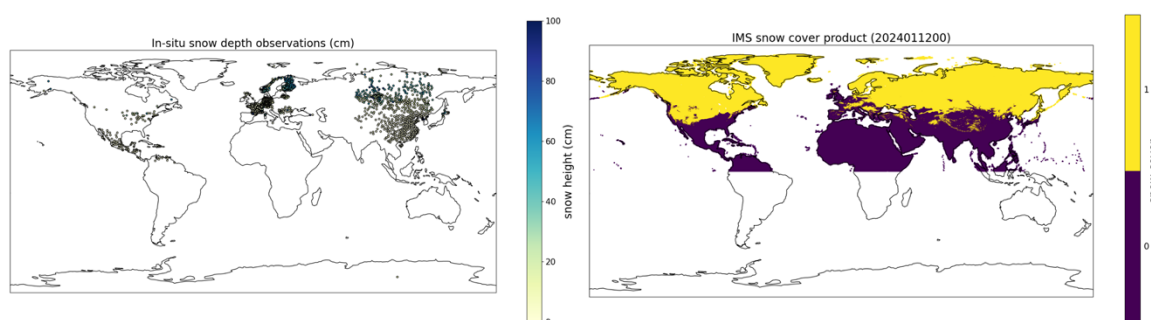 In-situ snow depth observations (cm)
100
80
60
40
20
snow height (cm)
IMS snow cover product (2024011200)
1
0